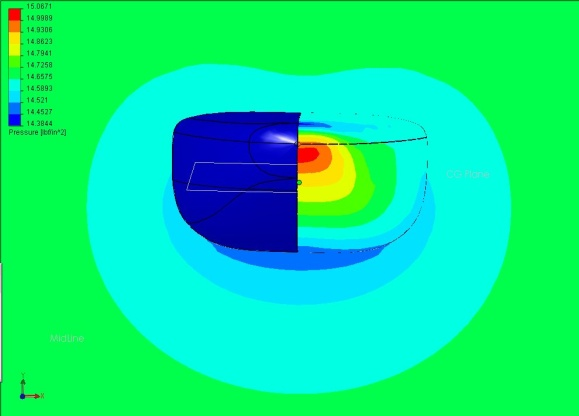 15.0671
14.9989
14.9306
14.8623
14.7941
14.7258
14.6575
14.5893
14.521
14.4527
14.3844
Pressure [lbf/in^2]
CG Plane
Midline
Y
X